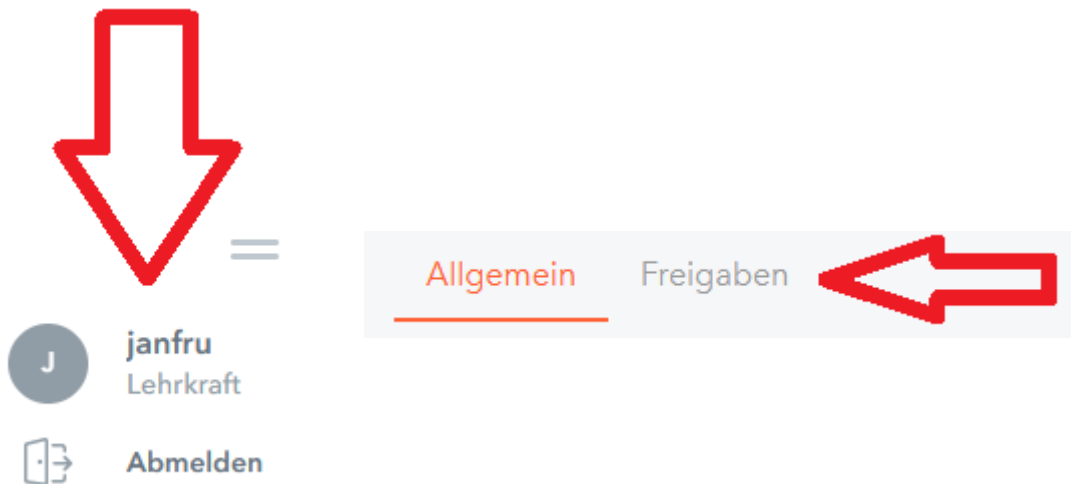 Allgemein Freigaben
J
janfru
Lehrkraft
Abmelden